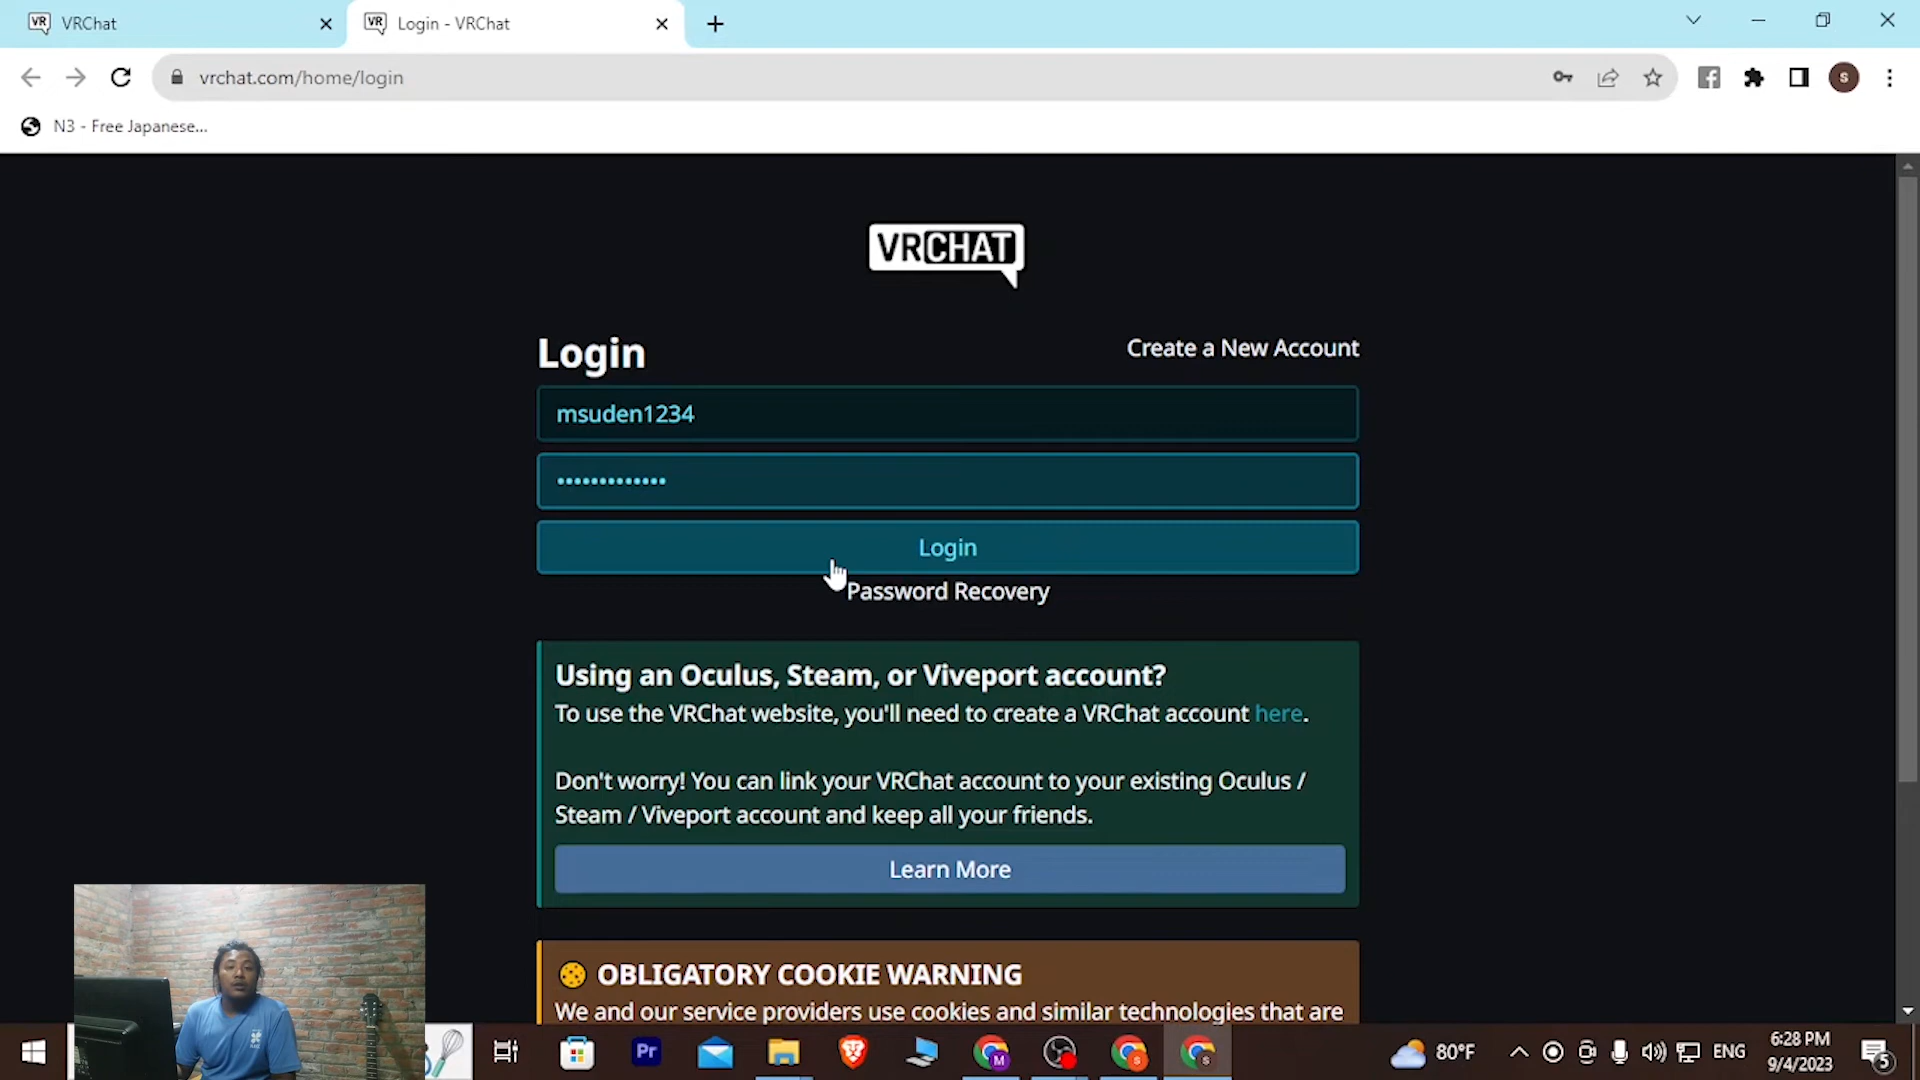 VRChat
Login - VRChat
vrchat.com/home/login
S
N3 - Free Japanese...
VRCHAT
Login
Create a New Account
msuden1234
•••••••••••••
Login
Password Recovery
Using an Oculus, Steam, or Viveport account?
To use the VRChat website, you'll need to create a VRChat account here.
Don't worry! You can link your VRChat account to your existing Oculus /
Steam / Viveport account and keep all your friends.
Learn More
OBLIGATORY COOKIE WARNING
We and our service providers use cookies and similar technologies that are
Pr
M
S
S
80°F
ENG
6:28 PM
9/4/2023
5